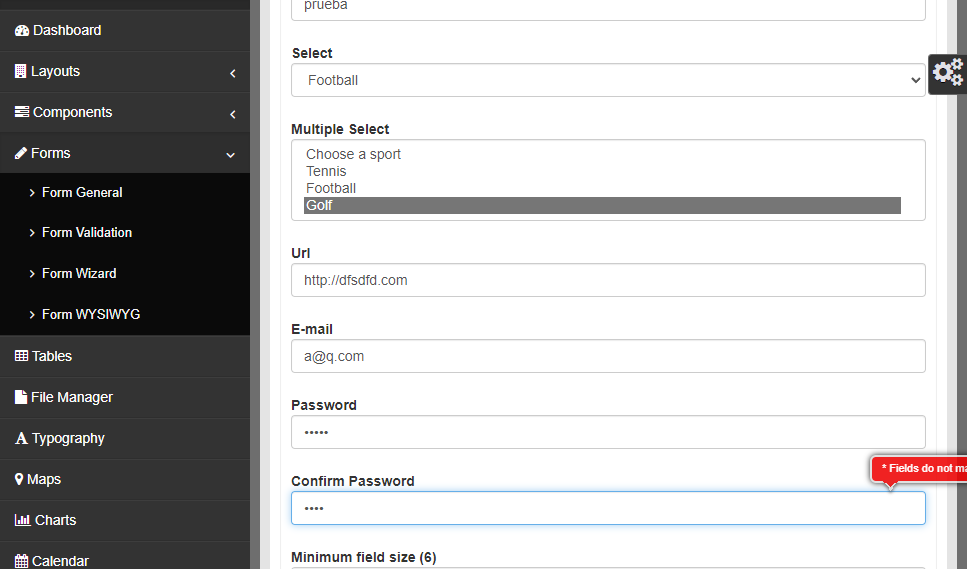 Dashboard
Layouts
Components
Forms
Form General
Form Validation
Form Wizard
Form WYSIWYG
Tables
File Manager
Typography
Maps
Charts
Calendar
prueba
Select
Football
Multiple Select
Choose a sport
Tennis
Football
Golf
Url
http://dfsdfd.com
E-mail
a@q.com
Password
•••••
* Fields do not ma
Confirm Password
••••
Minimum field size (6)